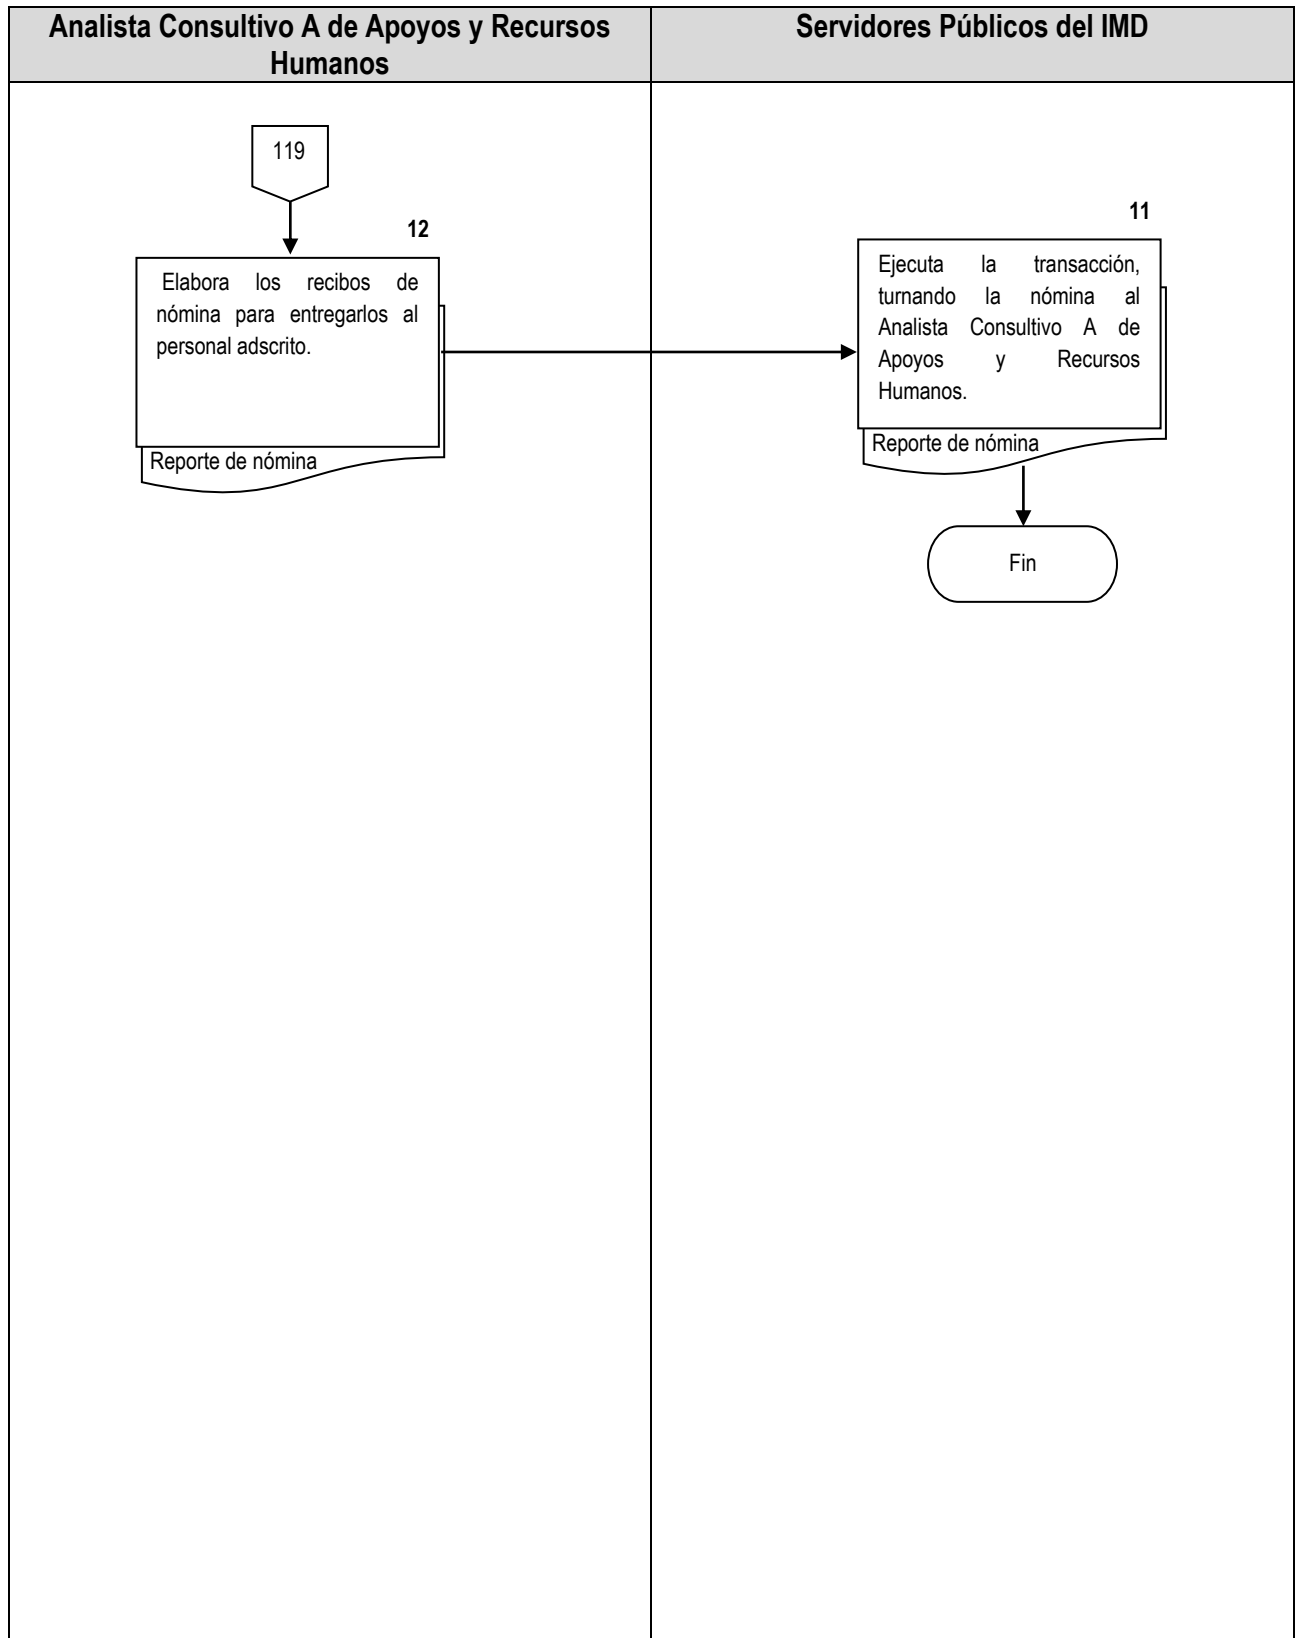 Analista Consultivo A de Apoyos y Recursos
Humanos
Servidores Públicos del IMD
119
12
Elabora los recibos de
nómina para entregarlos al
personal adscrito.
Reporte de nómina
11
Ejecuta la transacción,
turnando la nómina al
Analista Consultivo A de
Apoyos y Recursos
Humanos.
Reporte de nómina
Fin